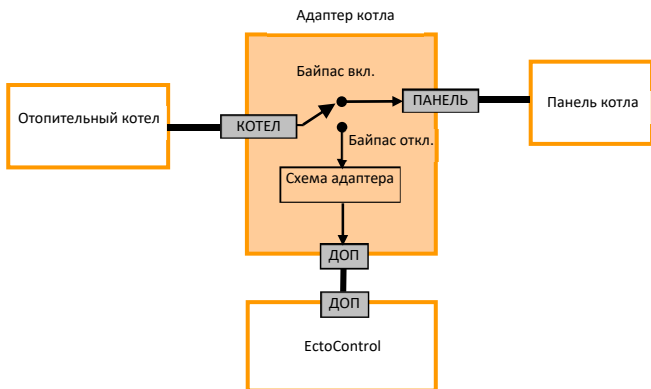 Адаптер котла
Байпас вкл.
Отопительный котел
КОТЕЛ
ПАНЕЛЬ
Панель котла
Байпас откл.
Схема адаптера
ДОП
ДОП
EctoControl